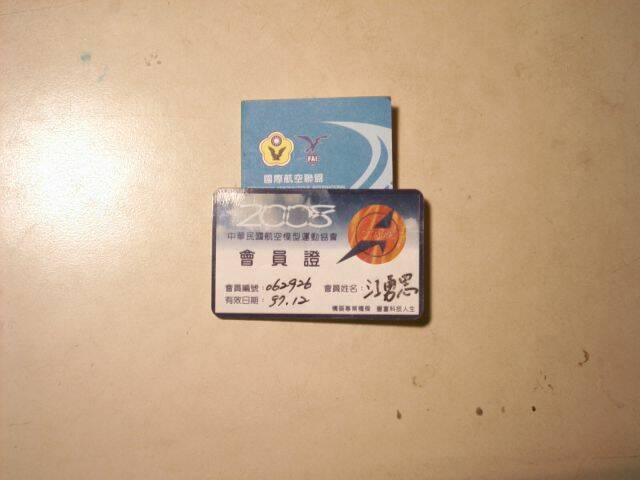 FAI
國際航空聯盟
2008
中華民國航空模型運動協會
會員證
會員編號：062926
會員姓名：江勇
有效日期：97.12